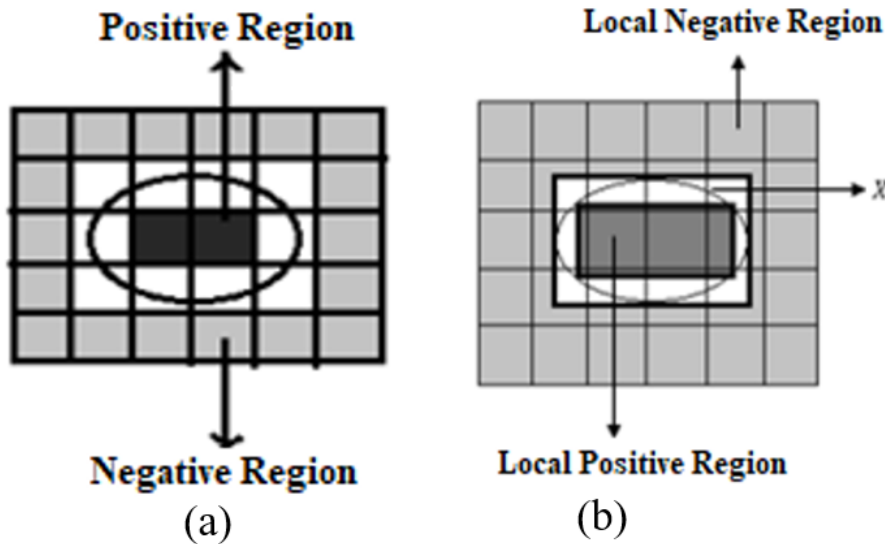 Positive Region
Negative Region
(a)
Local Negative Region
X
Local Positive Region
(b)